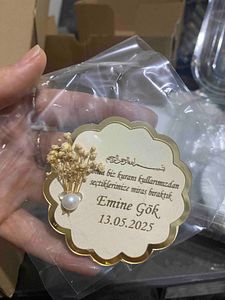 biz kuranı kullarımızdan
seçtiklerimize miras bıraktık
Emine Gök
13.05.2025